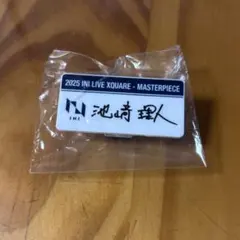 2025 INI LIVE XQUARE - MASTERPIECE
INI
池﨑理人